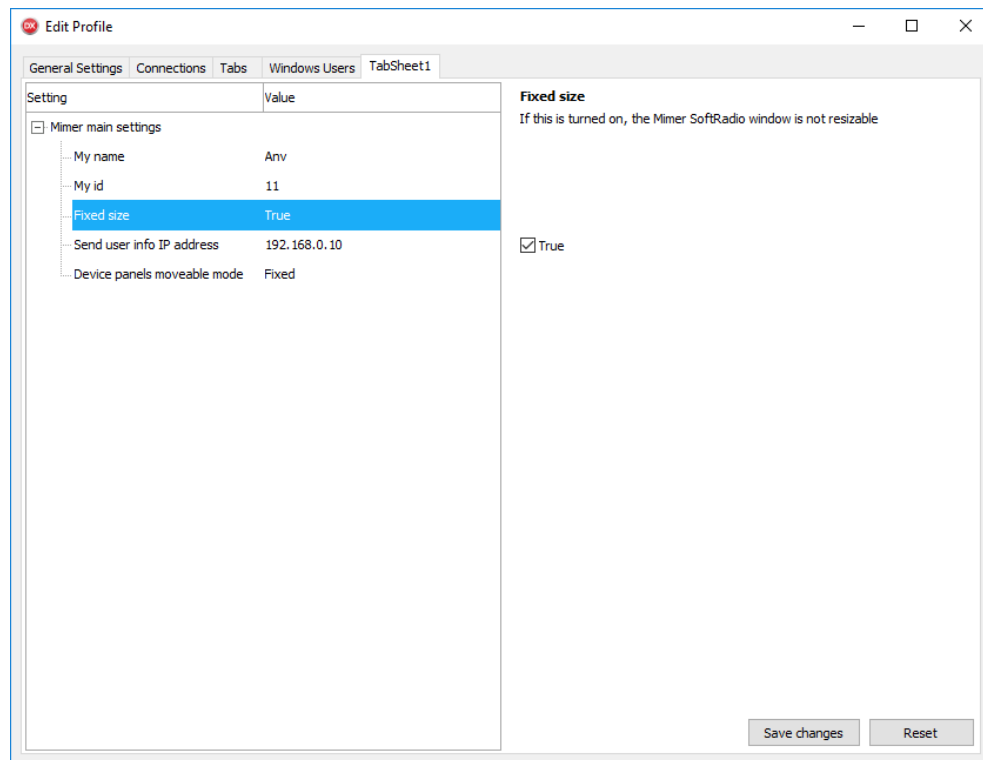 DX Edit Profile
General Settings Connections Tabs Windows Users TabSheet1
Setting Value
Mimer main settings
My name Anv
My id 11
Fixed size True
Send user info IP address 192.168.0.10
Device panels moveable mode Fixed
Fixed size
If this is turned on, the Mimer SoftRadio window is not resizable
True
Save changes Reset